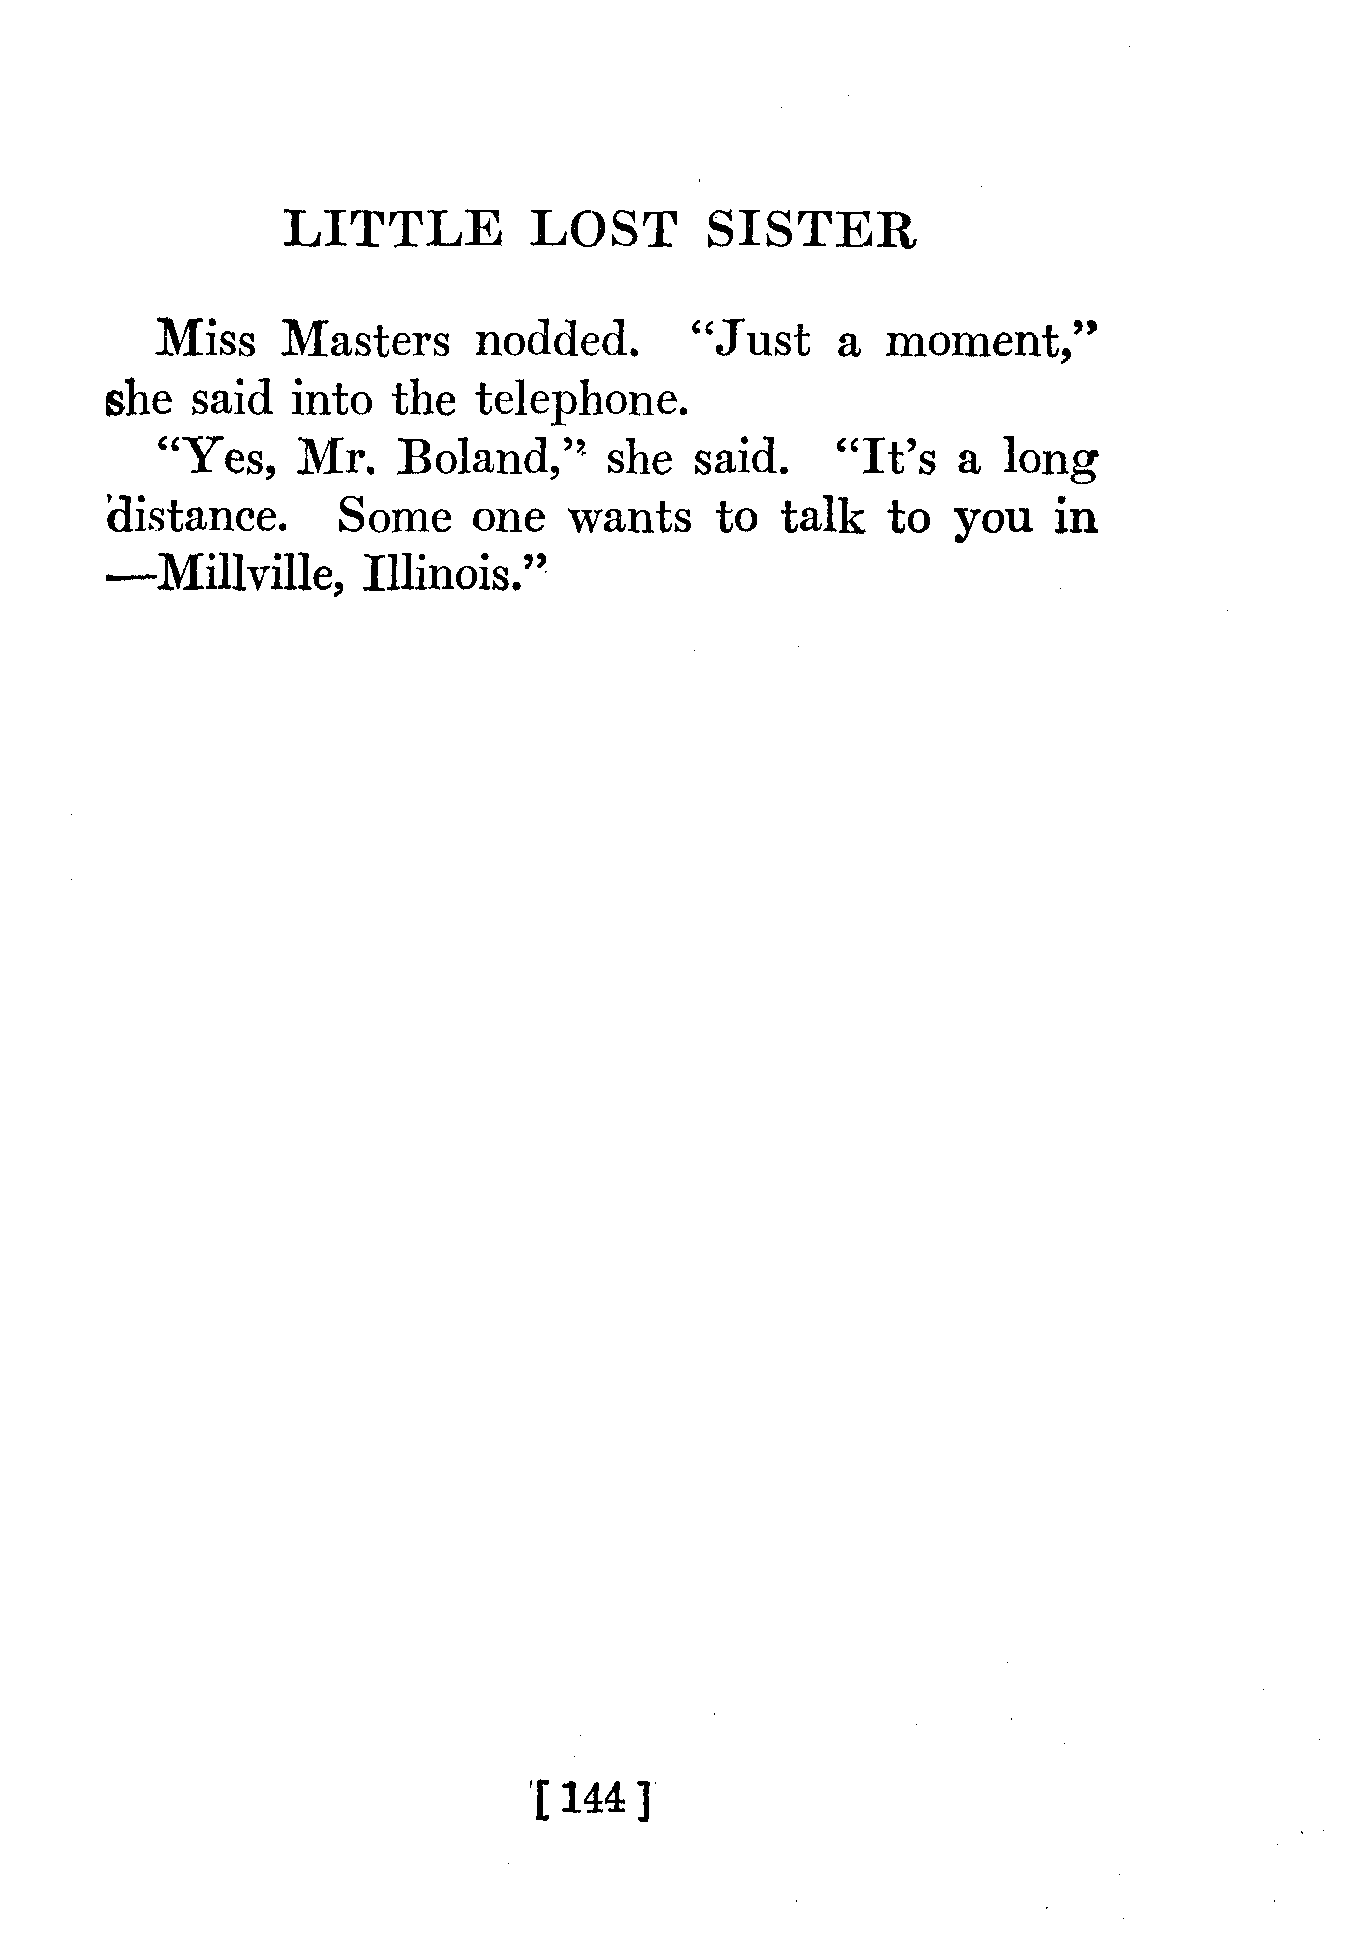 LITTLE LOST SISTER
Miss Masters nodded. “Just a moment,”
she said into the telephone.
“Yes, Mr. Boland,” she said. “It’s a long
distance. Some one wants to talk to you in
—Millville, Illinois.”
[ 144 ]